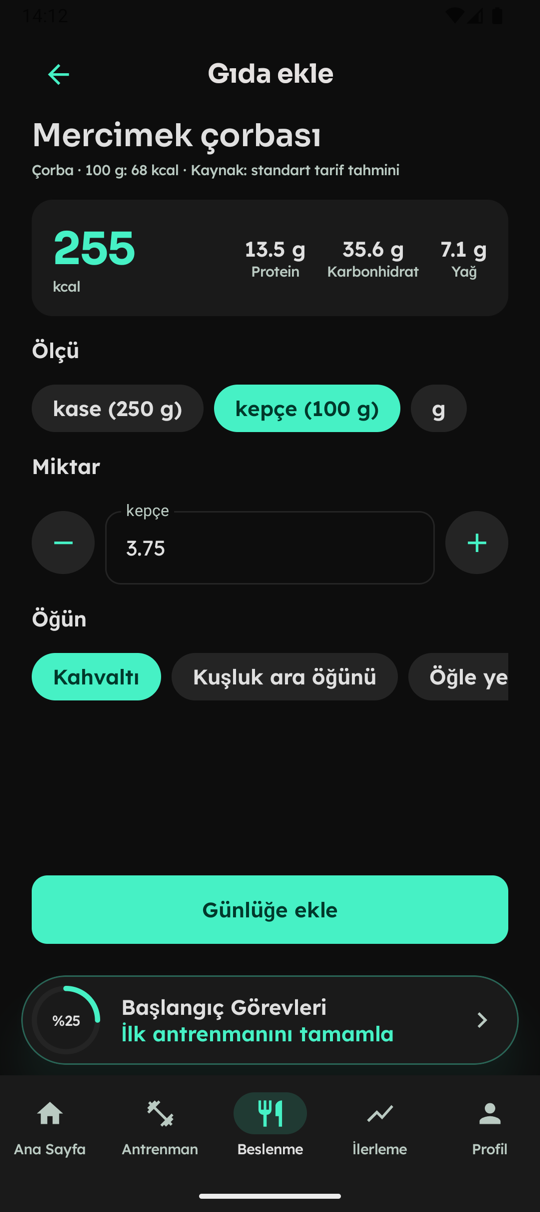 14:12
Gıda ekle
Mercimek çorbası
Çorba · 100 g: 68 kcal · Kaynak: standart tarif tahmini
255
kcal
13.5 g
Protein
35.6 g
Karbonhidrat
7.1 g
Yağ
Ölçü
kase (250 g)
kepçe (100 g)
g
Miktar
kepçe
3.75
Öğün
Kahvaltı
Kuşluk ara öğünü
Öğle ye
Günlüğe ekle
%25
Başlangıç Görevleri
İlk antrenmanını tamamla
Ana Sayfa
Antrenman
Beslenme
İlerleme
Profil